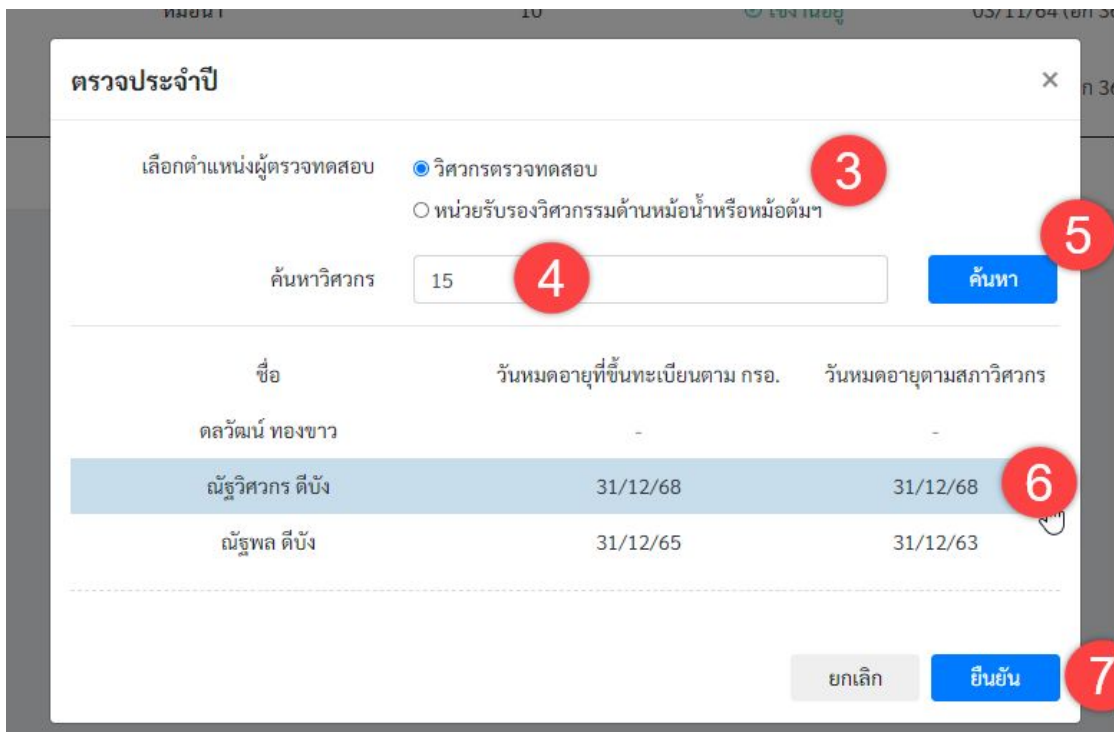 10
ตรวจประจำปี
×
เลือกตำแหน่งผู้ตรวจทดสอบ
วิศวกรตรวจทดสอบ
3
หน่วยรับรองวิศวกรรมด้านหม้อน้ำหรือหม้อต้มฯ
5
ค้นหาวิศวกร
15
4
ค้นหา
ชื่อ วันหมดอายุที่ขึ้นทะเบียนตาม กรอ. วันหมดอายุตามสภาวิศวกร
ดลวัฒน์ ทองขาว - -
ณัฐวิศวกร ดีบัง 31/12/68 31/12/68 6
ณัฐพล ดีบัง 31/12/65 31/12/63
ยกเลิก ยืนยัน 7